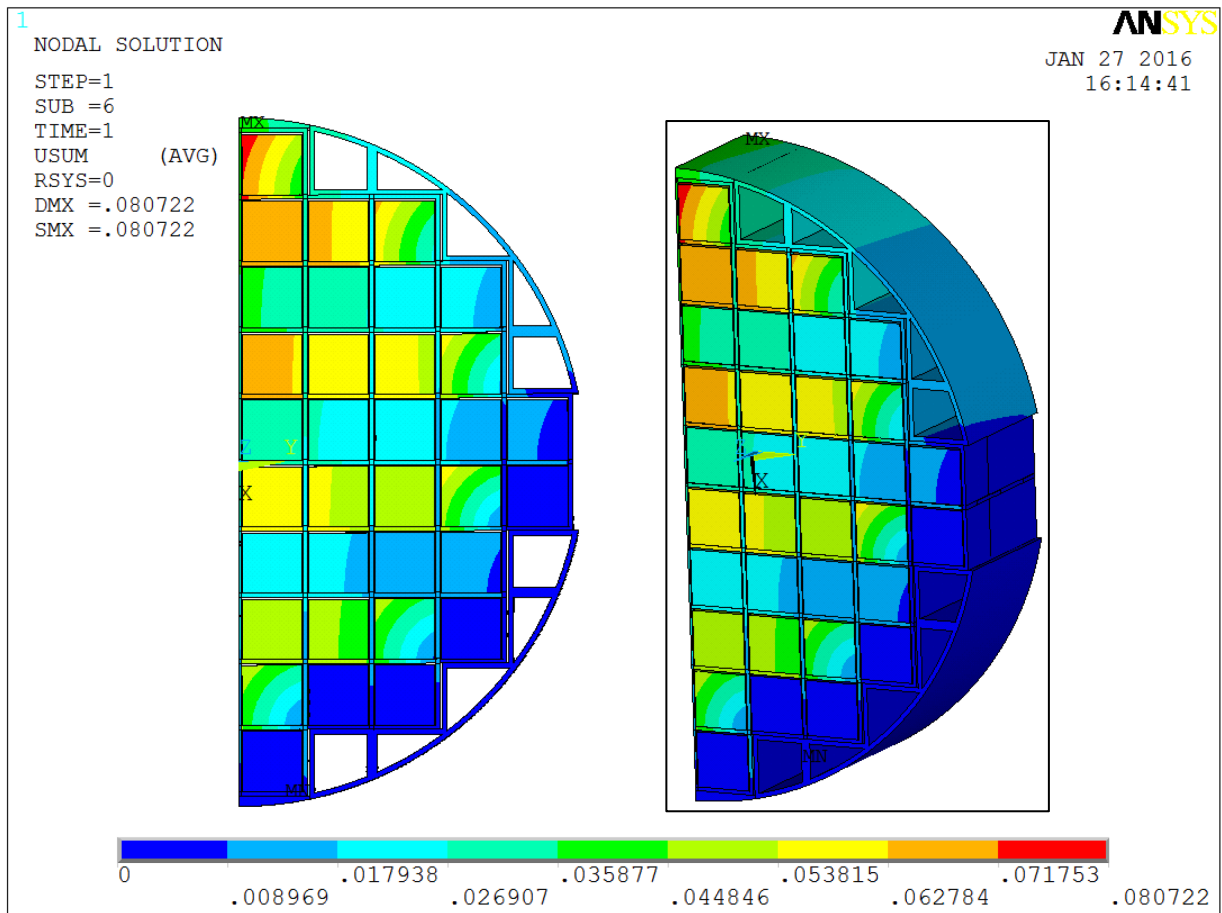 1
ANSYS
NODAL SOLUTION
JAN 27 2016
16:14:41
STEP=1
SUB =6
TIME=1
USUM (AVG)
RSYS=0
DMX =.080722
SMX =.080722
MX
Z Y
X
MX
Y
X
MN
0 .017938 .035877 .053815 .071753
.008969 .026907 .044846 .062784 .080722